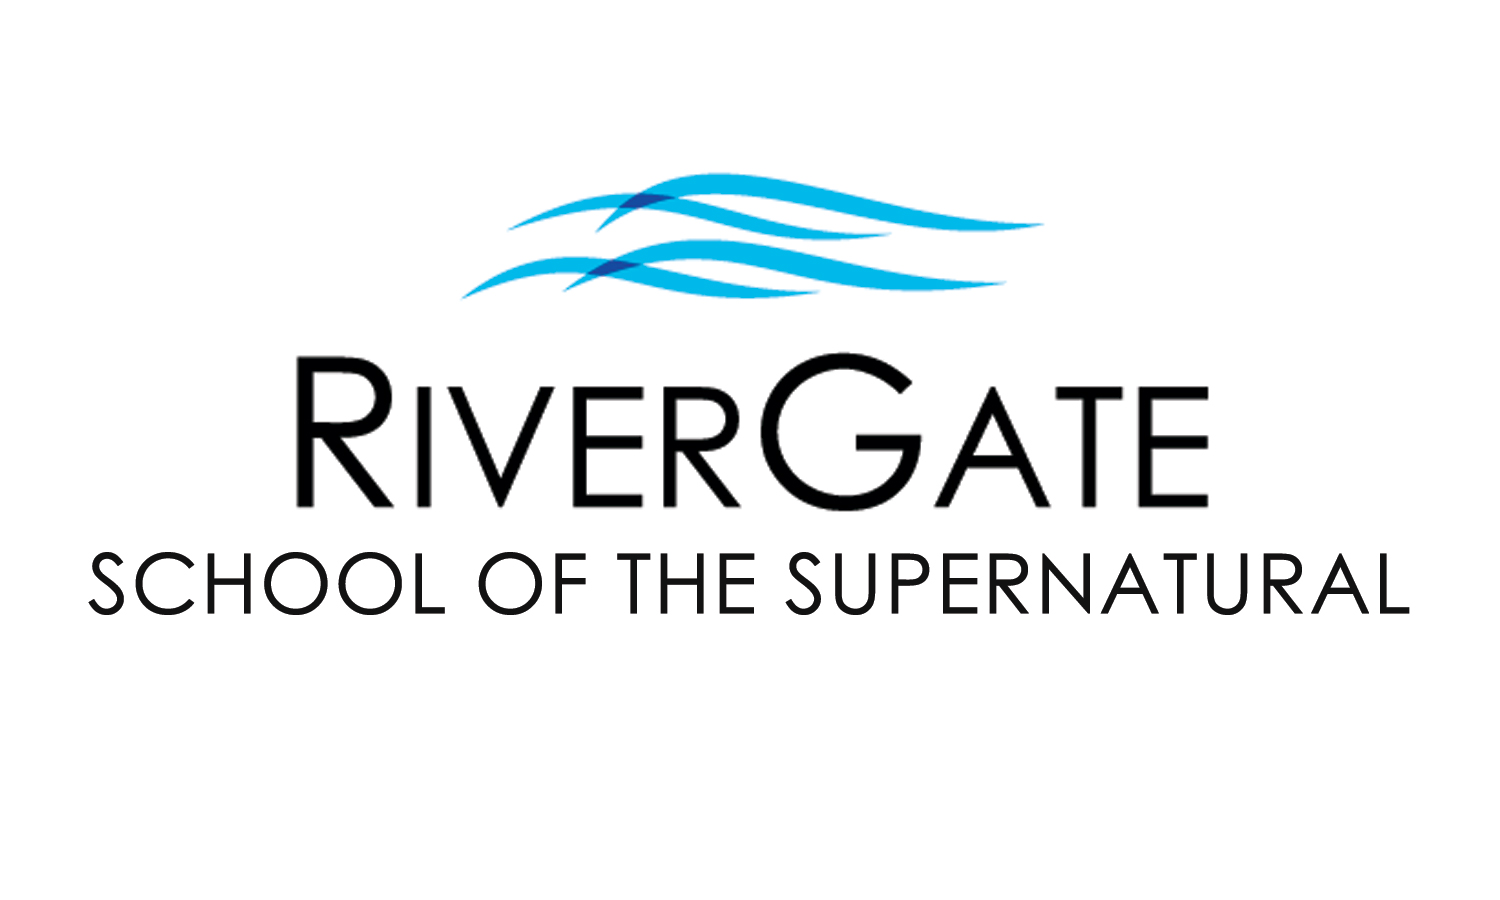 RIVERGATE
SCHOOL OF THE SUPERNATURAL